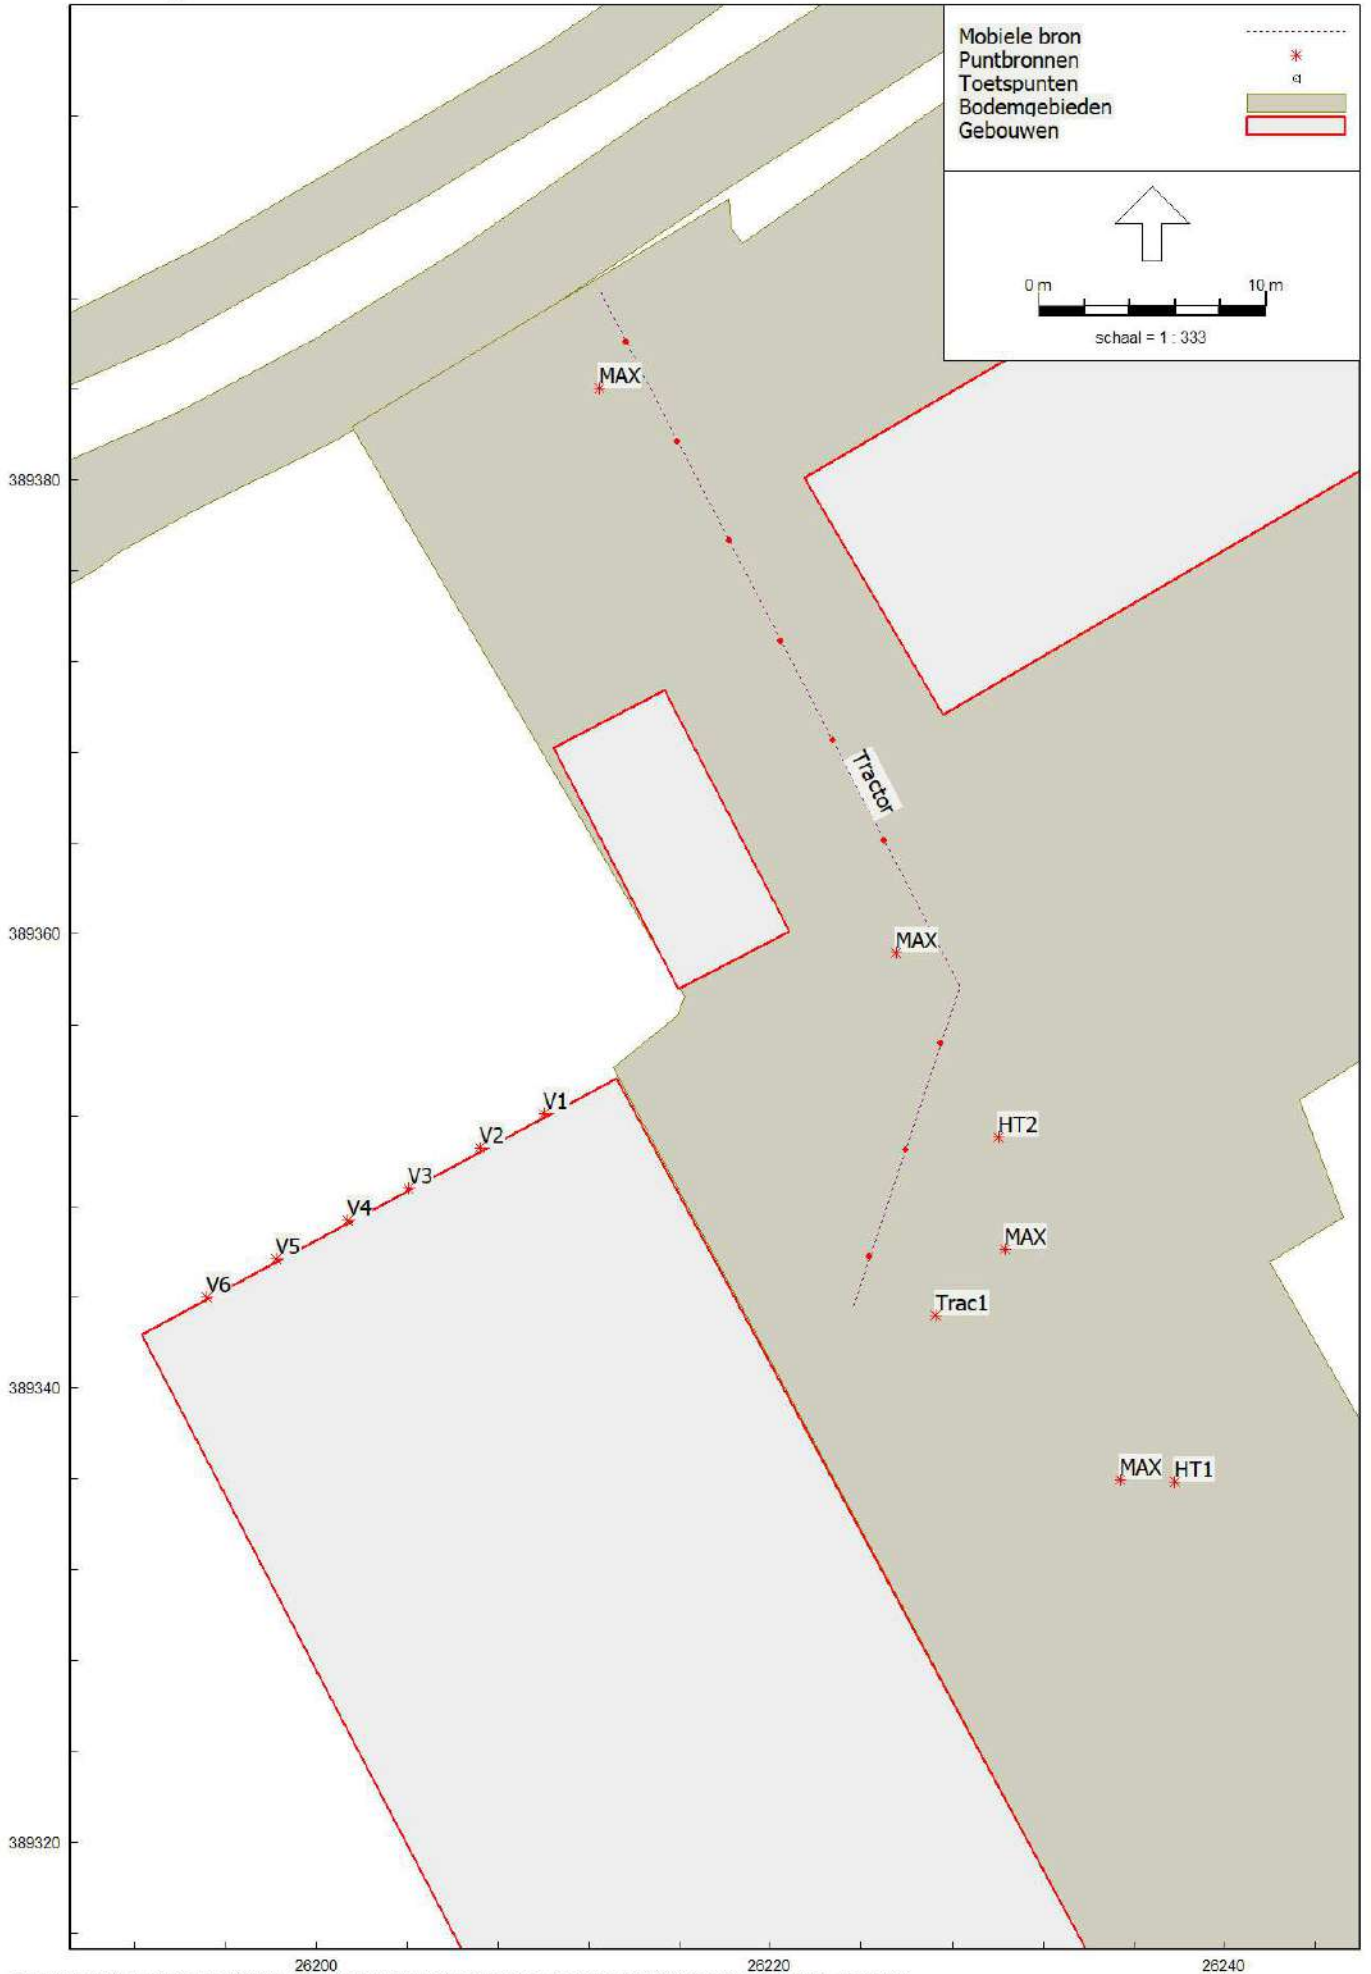 Mobiele bron
Puntbronnen
Toetspunten
Bodemgebieden
Gebouwen
0 m 10 m
schaal = 1 : 333
MAX
389380
Tractor
389360
MAX
V1
HT2
V2
V3
V4
MAX
V5
V6
Trac1
389340
MAX
HT1
389320
26200 26220 26240